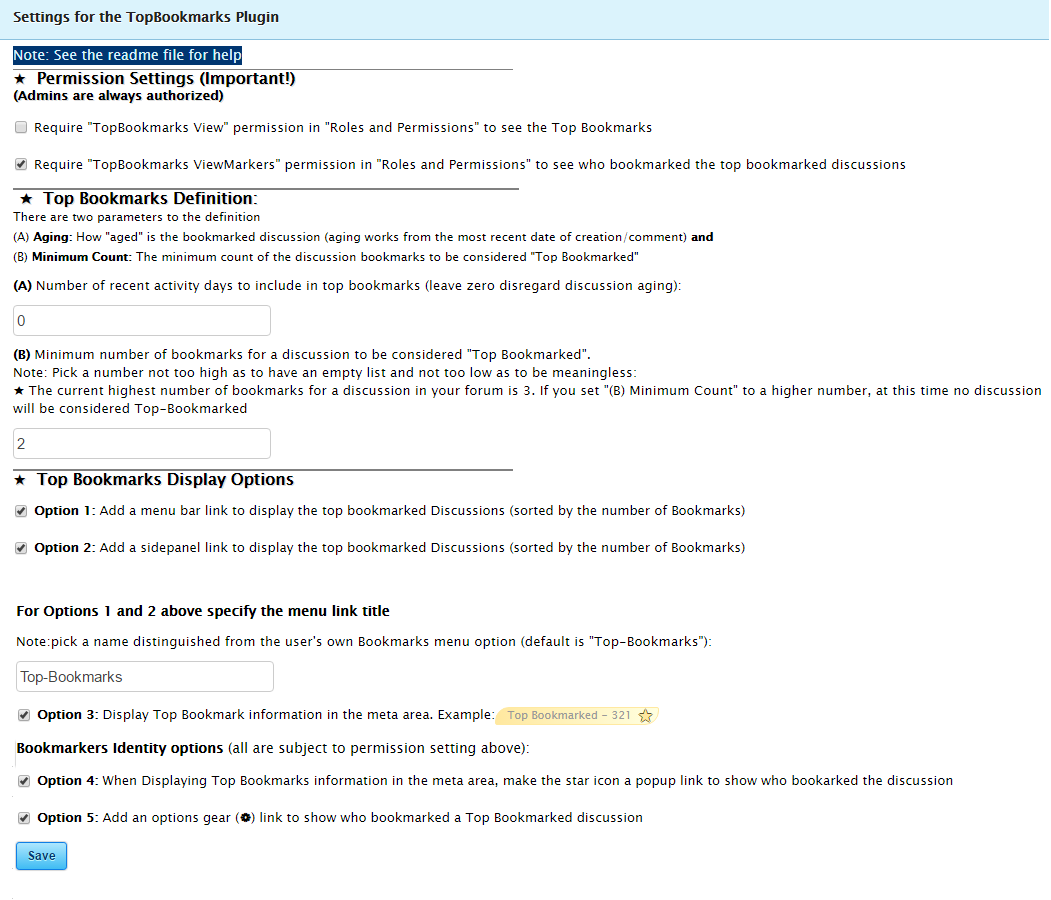 Settings for the TopBookmarks Plugin
Note: See the readme file for help
★ Permission Settings (Important!)
(Admins are always authorized)
Require "TopBookmarks View" permission in "Roles and Permissions" to see the Top Bookmarks
Require "TopBookmarks ViewMarkers" permission in "Roles and Permissions" to see who bookmarked the top bookmarked discussions
★ Top Bookmarks Definition:
There are two parameters to the definition
(A) Aging: How "aged" is the bookmarked discussion (aging works from the most recent date of creation/comment) and
(B) Minimum Count: The minimum count of the discussion bookmarks to be considered "Top Bookmarked"
(A) Number of recent activity days to include in top bookmarks (leave zero disregard discussion aging):
0
(B) Minimum number of bookmarks for a discussion to be considered "Top Bookmarked".
Note: Pick a number not too high as to have an empty list and not too low as to be meaningless:
★ The current highest number of bookmarks for a discussion in your forum is 3. If you set "(B) Minimum Count" to a higher number, at this time no discussion
will be considered Top-Bookmarked
2
★ Top Bookmarks Display Options
Option 1: Add a menu bar link to display the top bookmarked Discussions (sorted by the number of Bookmarks)
Option 2: Add a sidepanel link to display the top bookmarked Discussions (sorted by the number of Bookmarks)
For Options 1 and 2 above specify the menu link title
Note:pick a name distinguished from the user's own Bookmarks menu option (default is "Top-Bookmarks"):
Top-Bookmarks
Option 3: Display Top Bookmark information in the meta area. Example: Top Bookmarked - 321
Bookmarkers Identity options (all are subject to permission setting above):
Option 4: When Displaying Top Bookmarks information in the meta area, make the star icon a popup link to show who bookarked the discussion
Option 5: Add an options gear (✹) link to show who bookmarked a Top Bookmarked discussion
Save